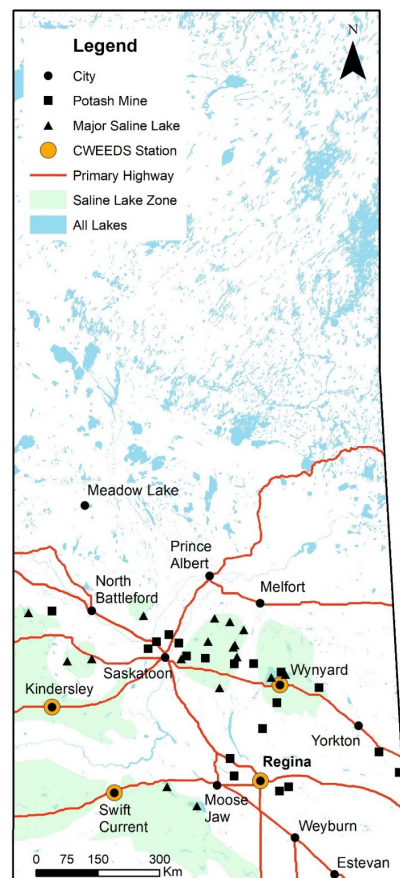 Legend
City
Potash Mine
Major Saline Lake
CWEEDS Station
Primary Highway
Saline Lake Zone
All Lakes
N
Meadow Lake
Prince
Albert
North
Battleford
Melfort
Saskatoon
Wynyard
Kindersley
Yorkton
Regina
Swift
Current
Moose
Jaw
Weyburn
Estevan
0 75 150 300
Km